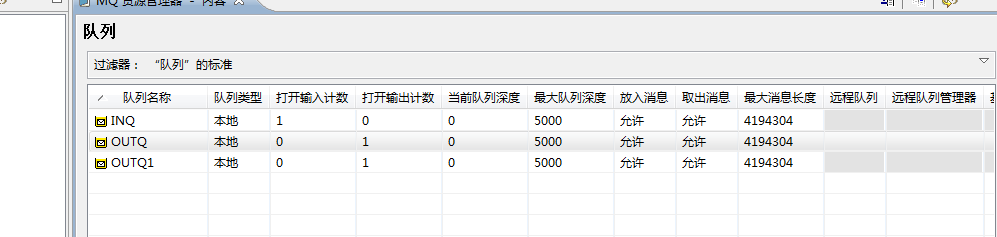 MQ 资源管理器 - 内容
队列
过滤器： “队列”的标准
队列名称 队列类型 打开输入计数 打开输出计数 当前队列深度 最大队列深度 放入消息 取出消息 最大消息长度 远程队列 远程队列管理器
INQ 本地 1 0 0 5000 允许 允许 4194304
OUTQ 本地 0 1 0 5000 允许 允许 4194304
OUTQ1 本地 0 1 0 5000 允许 允许 4194304